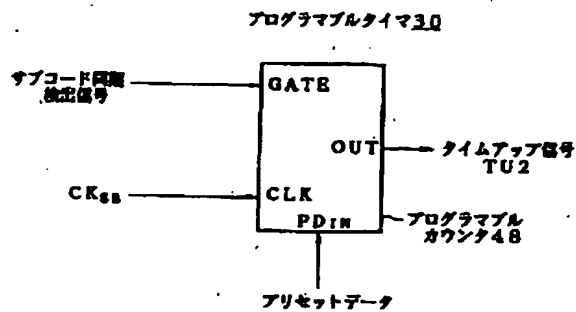 プログラマブルタイマ30
サブコード同期
検出信号
GATE
OUT
タイムアップ信号
TU2
CKSB
CLK
PDIN
プログラマブル
カウンタ48
プリセットデータ